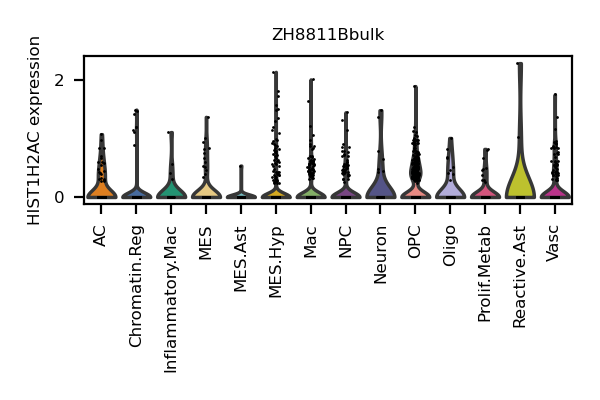 ZH8811Bbulk
HIST1H2AC expression
2
0
AC
Chromatin.Reg
Inflammatory.Mac
MES
MES.Ast
MES.Hyp
Mac
NPC
Neuron
OPC
Oligo
Prolif.Metab
Reactive.Ast
Vasc